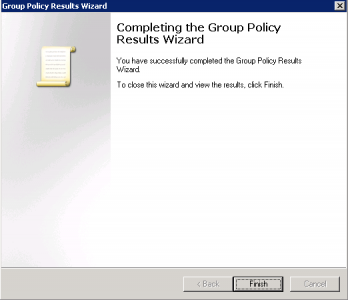 Group Policy Results Wizard
Completing the Group Policy
Results Wizard
You have successfully completed the Group Policy Results
Wizard.
To close this wizard and view the results, click Finish.
< Back
Finish
Cancel